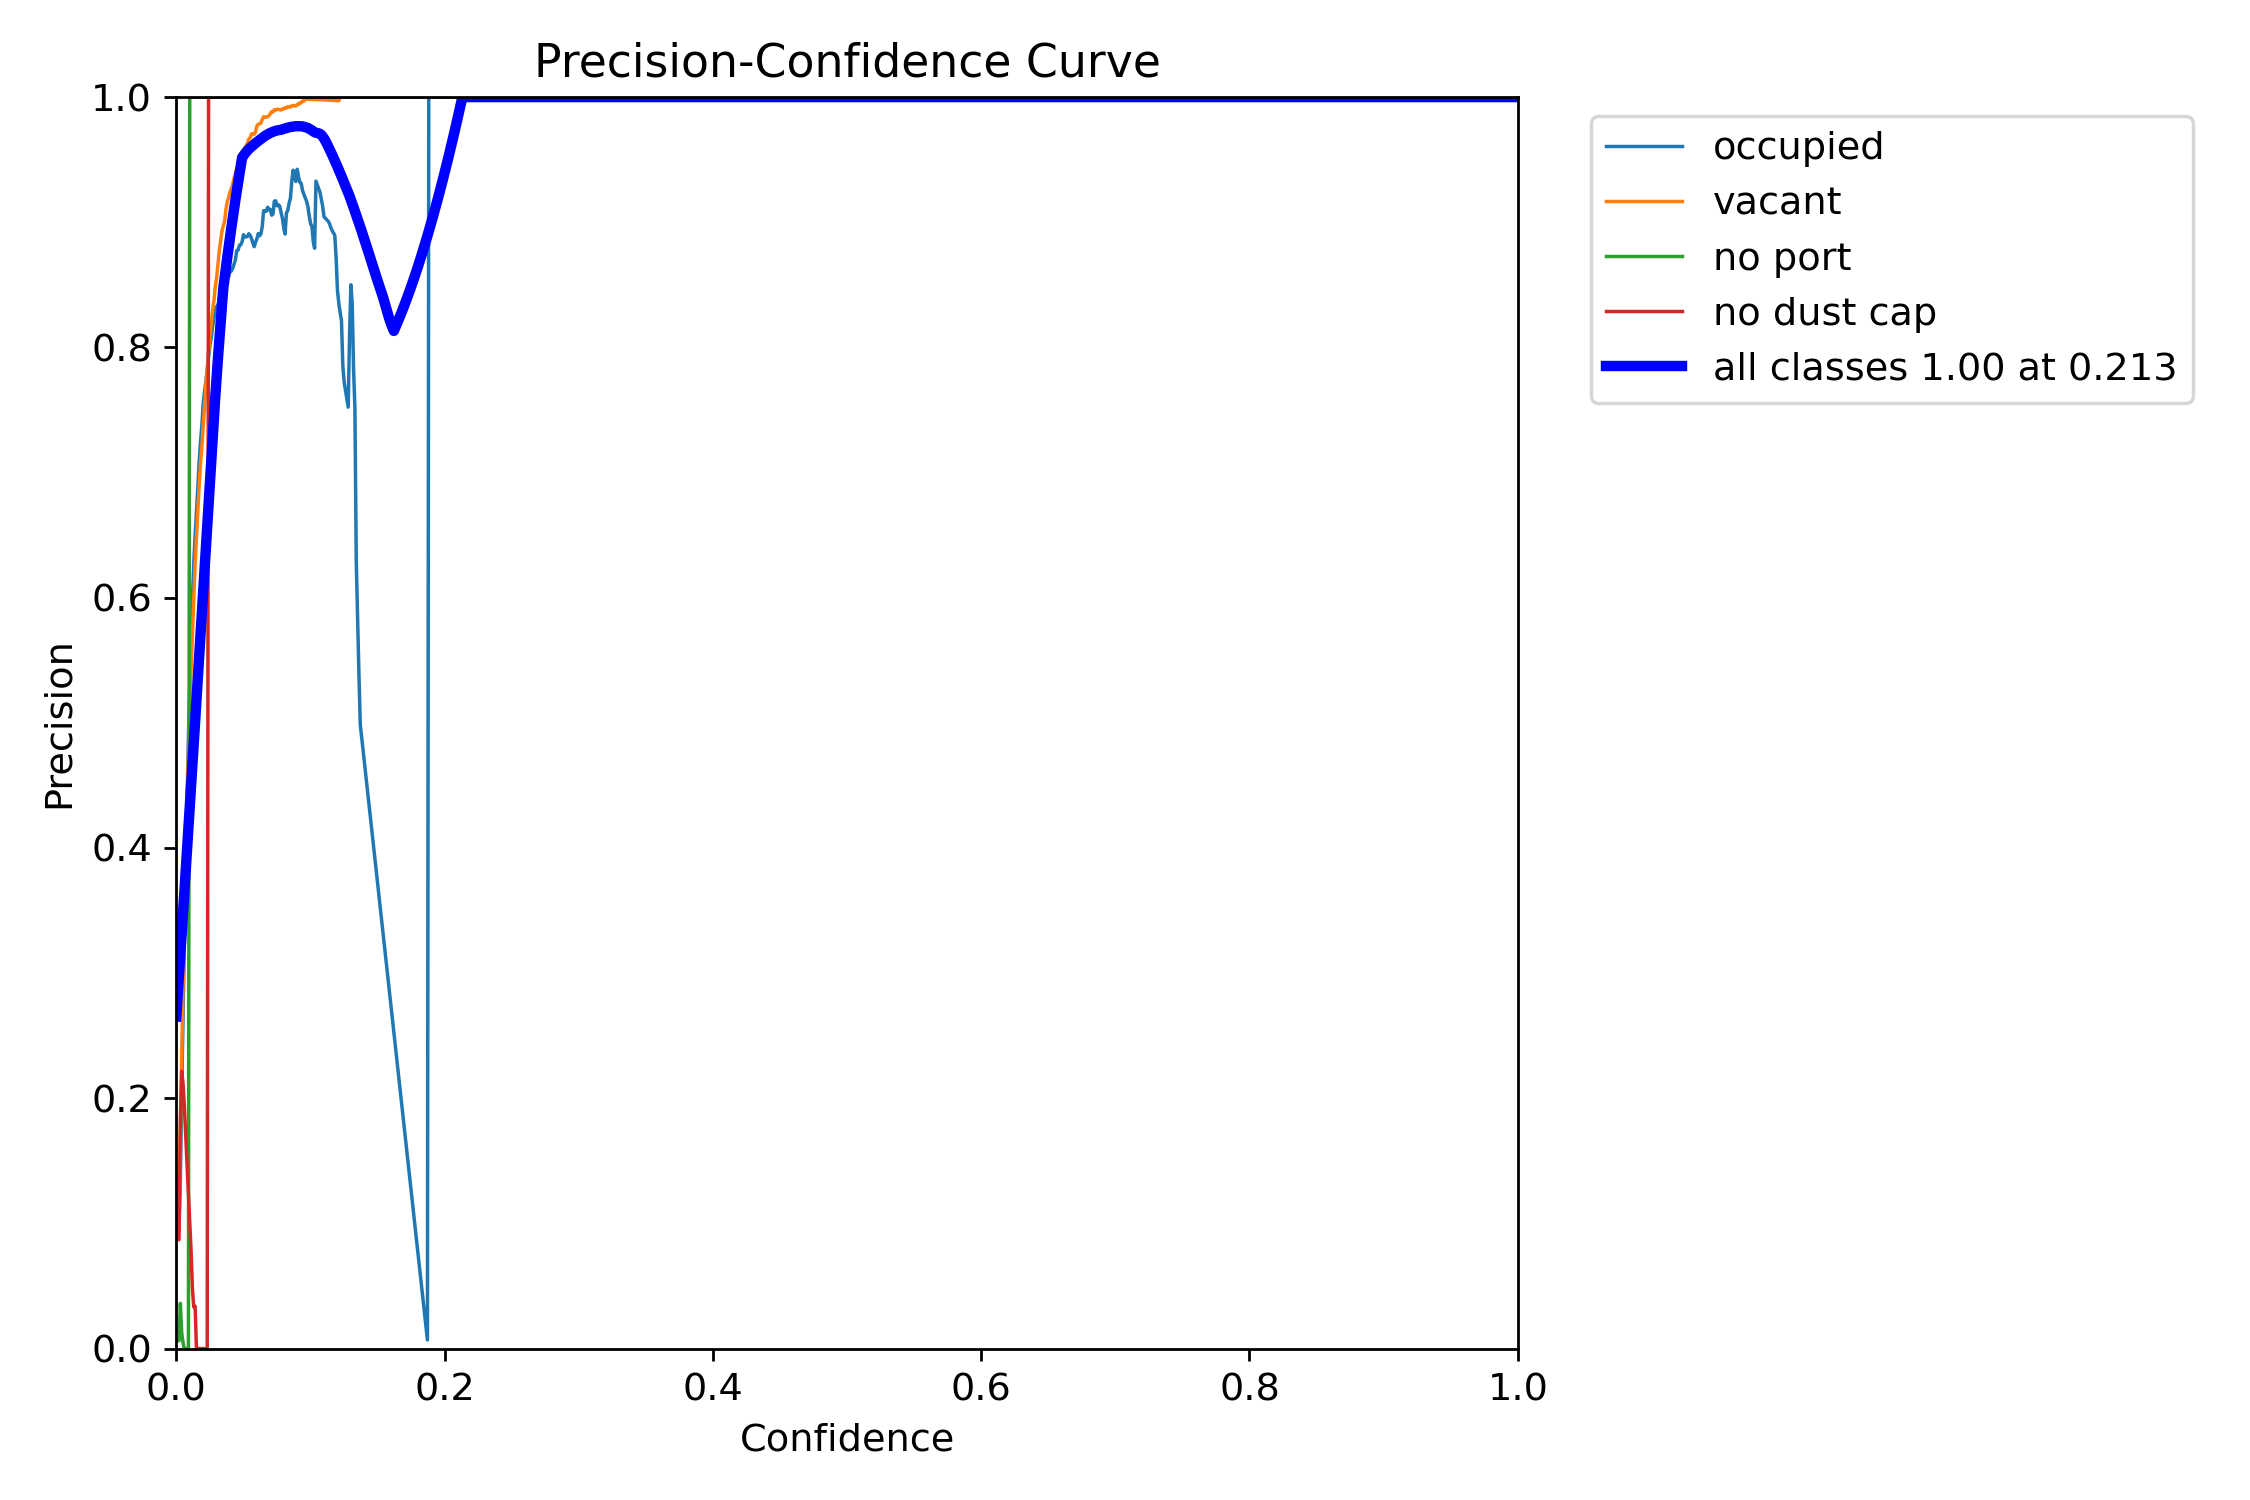 Precision-Confidence Curve
1.0
0.8
0.6
0.4
0.2
0.0
Precision
0.0 0.2 0.4 0.6 0.8 1.0
Confidence
occupied
vacant
no port
no dust cap
all classes 1.00 at 0.213